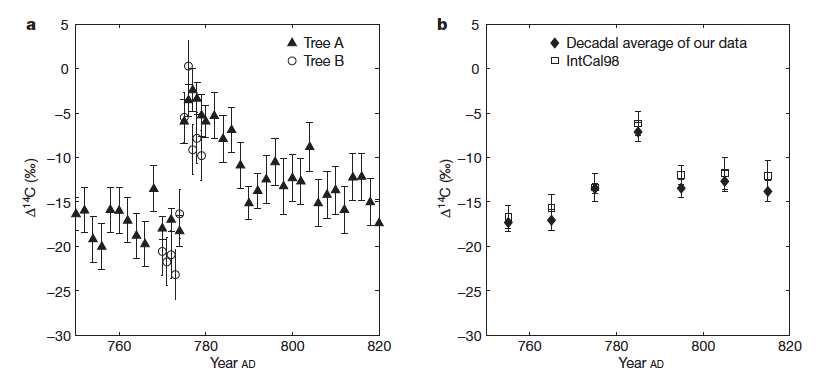 a
5
0
−5
−10
−15
−20
−25
−30
Δ¹⁴C (‰)
Tree A
Tree B
760
780
800
820
Year AD
b
5
0
−5
−10
−15
−20
−25
−30
Δ¹⁴C (‰)
Decadal average of our data
IntCal98
760
780
800
820
Year AD